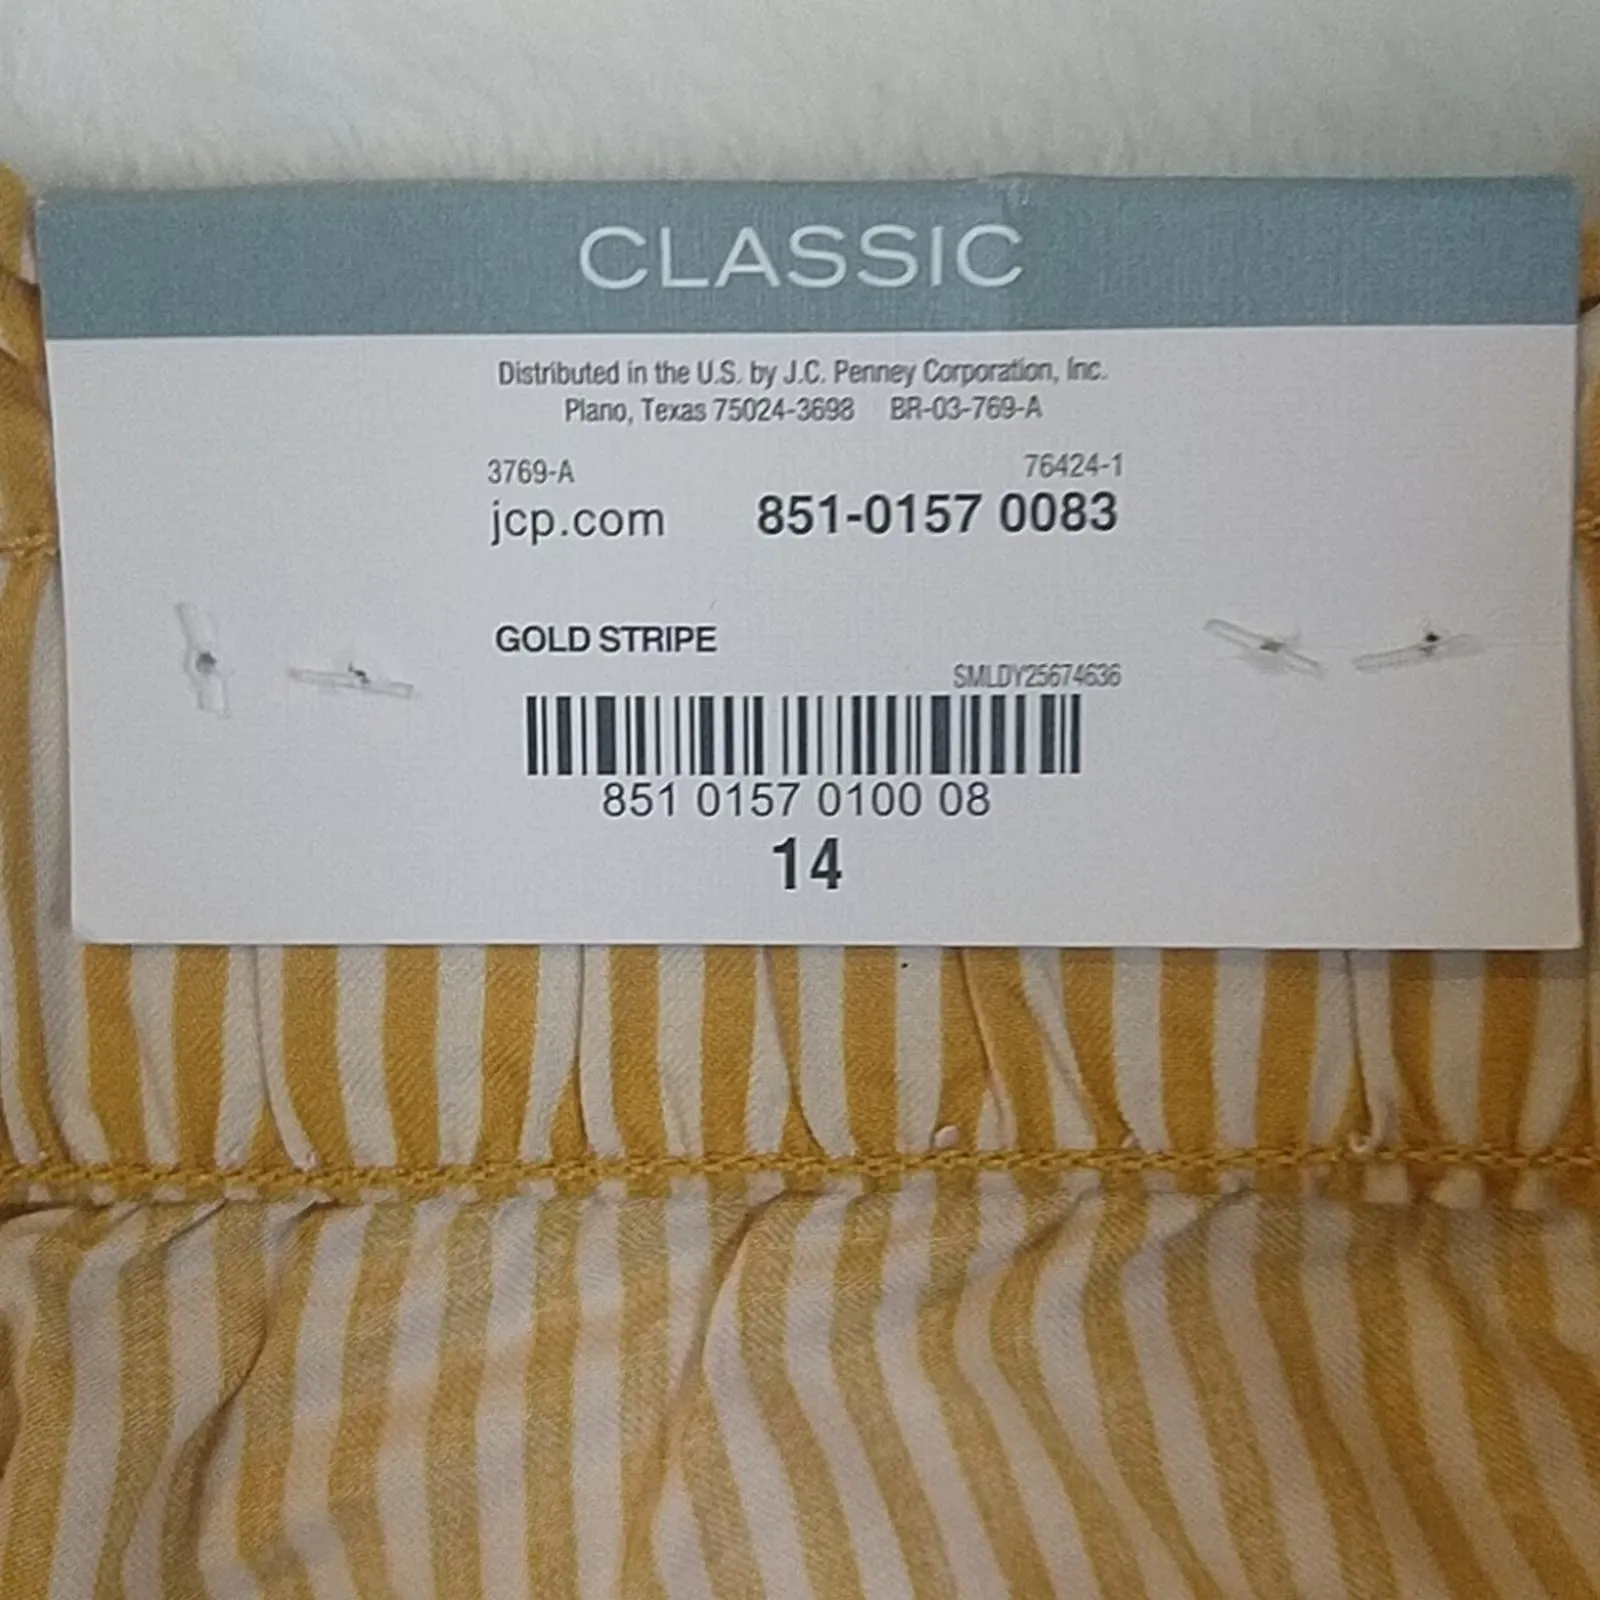 CLASSIC
Distributed in the U.S. by J.C. Penney Corporation, Inc.
Plano, Texas 75024-3698 BR-03-769-A
3769-A 76424-1
jcp.com 851-0157 0083
GOLD STRIPE
SMLDY25674636
851 0157 0100 08
14